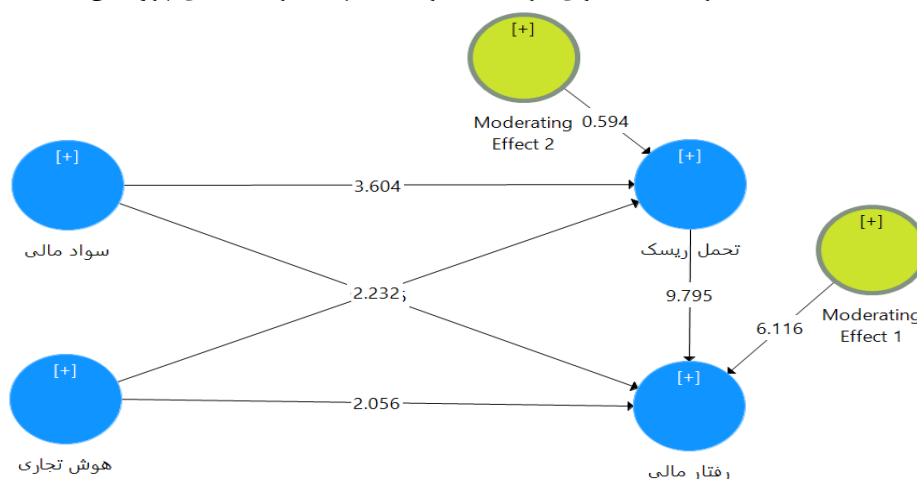 [+]
Moderating
Effect 2
0.594
[+]
سواد مالی
3.604
[+]
تحمل ریسک
[+]
Moderating
Effect 1
2.232
9.795
6.116
[+]
هوش تجاری
2.056
[+]
رفتار مالی